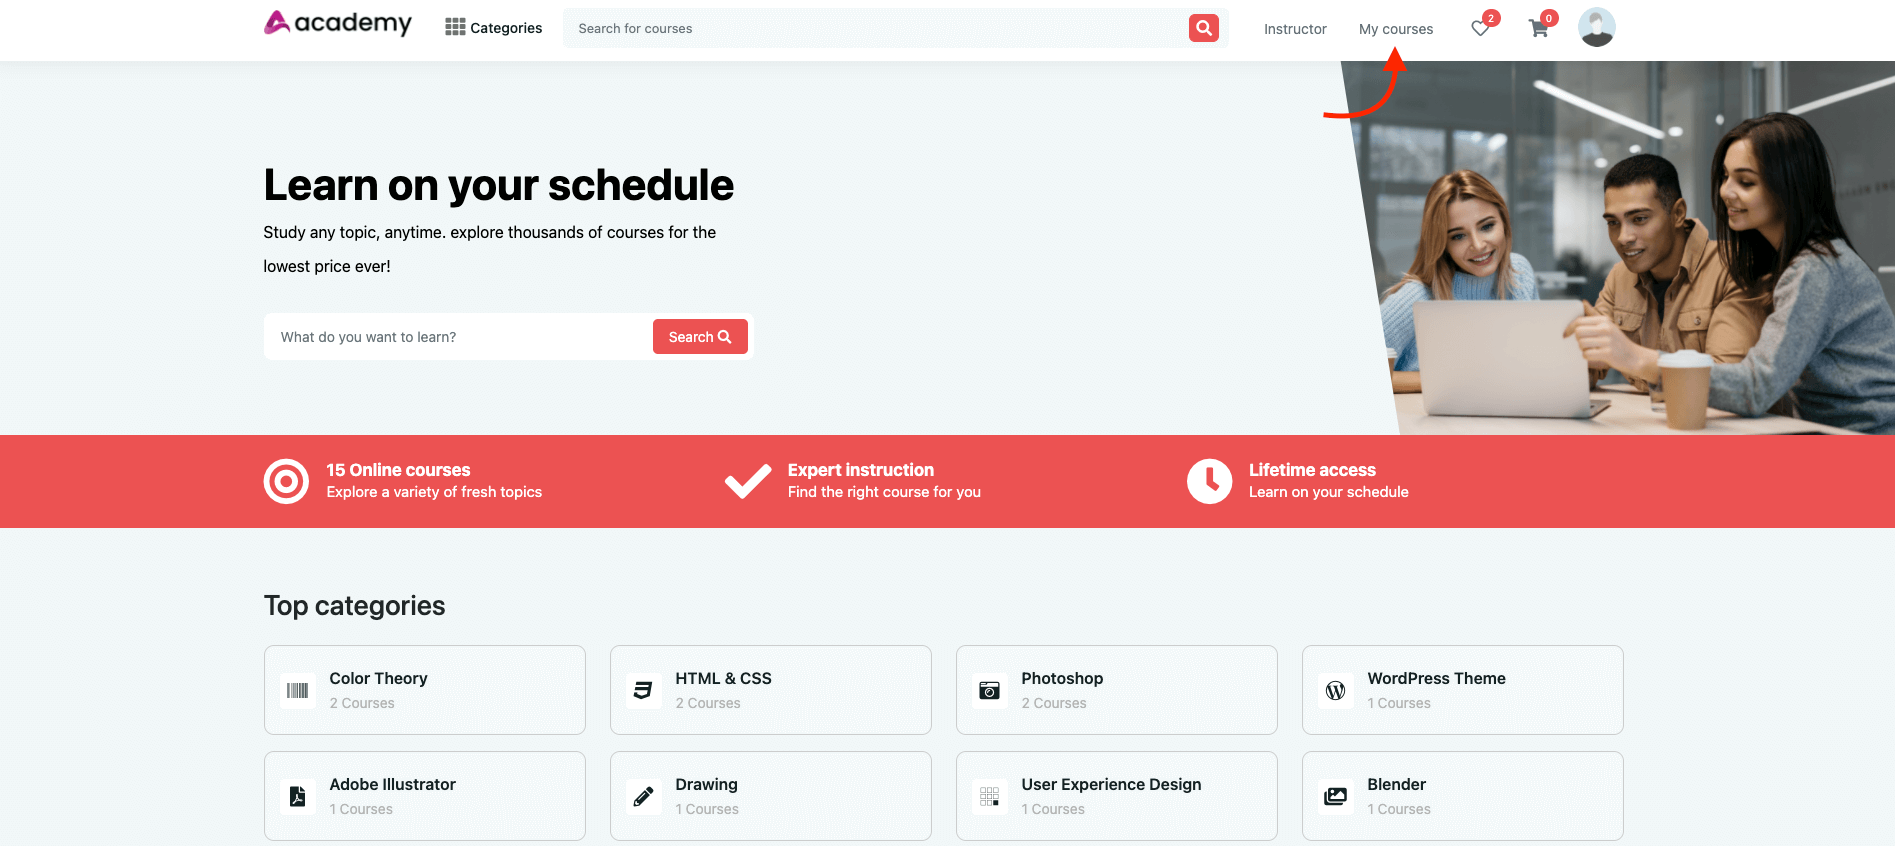 academy
Categories
Search for courses
Instructor
My courses
2
0
Learn on your schedule
Study any topic, anytime. explore thousands of courses for the
lowest price ever!
What do you want to learn?
Search
15 Online courses
Explore a variety of fresh topics
Expert instruction
Find the right course for you
Lifetime access
Learn on your schedule
Top categories
Color Theory
2 Courses
HTML & CSS
2 Courses
Photoshop
2 Courses
WordPress Theme
1 Courses
Adobe Illustrator
1 Courses
Drawing
1 Courses
User Experience Design
1 Courses
Blender
1 Courses